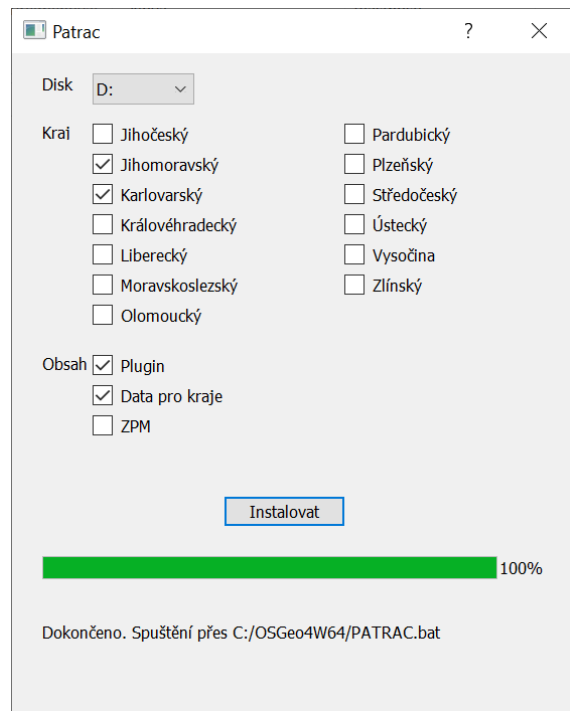 Patrac
Disk D:
Kraj Jihočeský Pardubický
Jihomoravský Plzeňský
Karlovarský Středočeský
Královéhradecký Ústecký
Liberecký Vysočina
Moravskoslezský Zlínský
Olomoucký
Obsah Plugin
Data pro kraje
ZPM
Instalovat
100%
Dokončeno. Spuštění přes C:/OSGeo4W64/PATRAC.bat